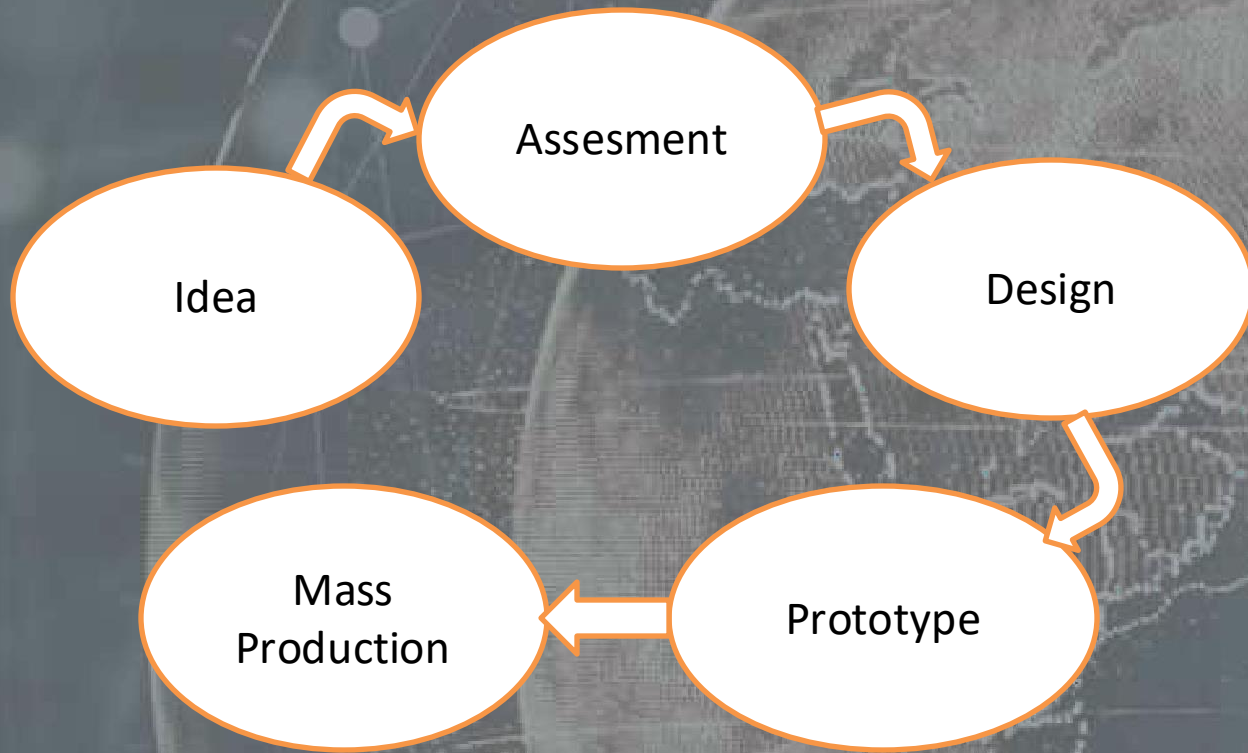 Idea
Assesment
Design
Prototype
Mass
Production